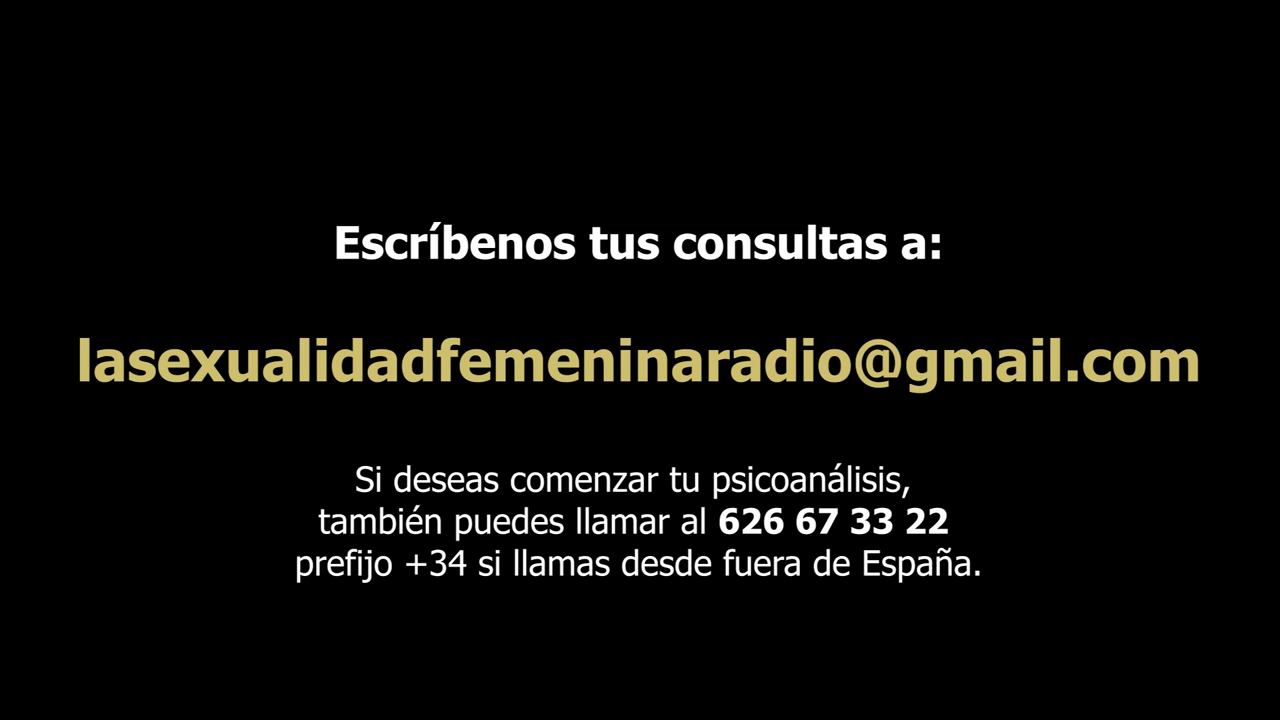 Escríbenos tus consultas a:
lasexualidadfemeninaradio@gmail.com
Si deseas comenzar tu psicoanálisis,
también puedes llamar al 626 67 33 22
prefijo +34 si llamas desde fuera de España.